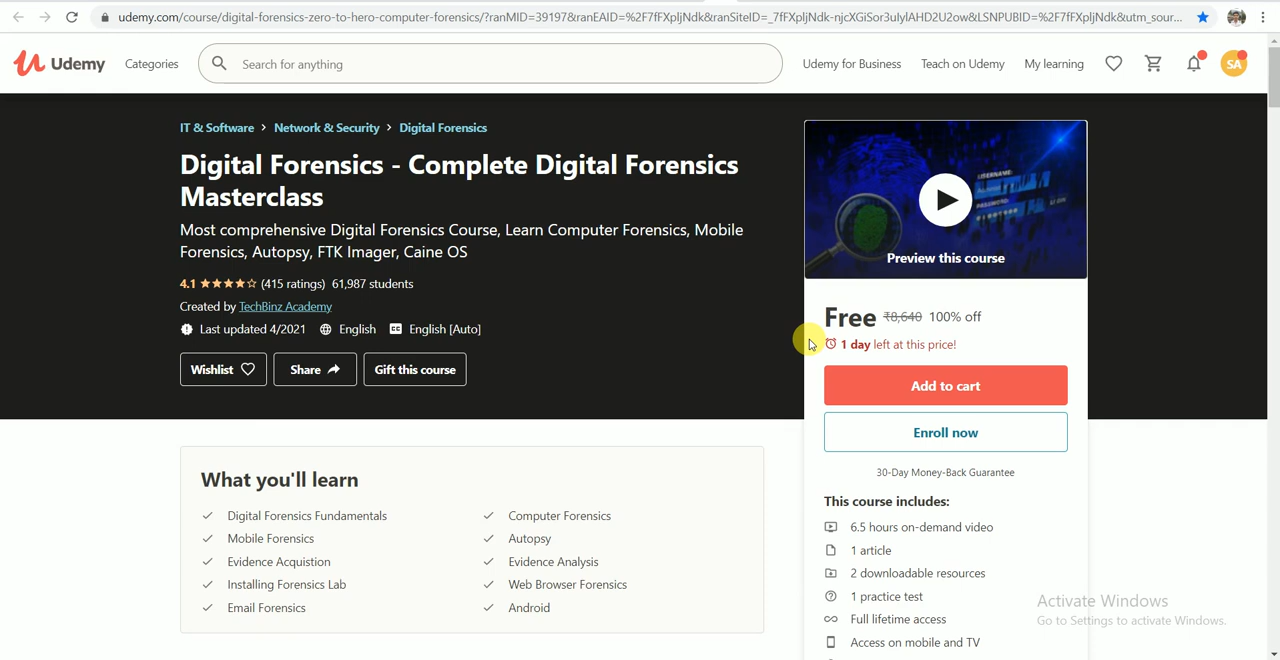 udemy.com/course/digital-forensics-zero-to-hero-computer-forensics/?ranMID=39197&ranEAID=%2F7fFXpljNdk&ranSiteID=_7fFXpljNdk-njcXGiSor3uIylAHD2U2ow&LSNPUBID=%2F7fFXpljNdk&utm_sour...
Udemy Categories Search for anything Udemy for Business Teach on Udemy My learning SA
IT & Software > Network & Security > Digital Forensics
Digital Forensics - Complete Digital Forensics
Masterclass
Most comprehensive Digital Forensics Course, Learn Computer Forensics, Mobile
Forensics, Autopsy, FTK Imager, Caine OS
4.1 (415 ratings) 61,987 students
Created by TechBinz Academy
Last updated 4/2021 English CC English [Auto]
Wishlist Share Gift this course
USERNAME:
PASSWORD:
Preview this course
Free ₹8,640 100% off
1 day left at this price!
Add to cart
Enroll now
30-Day Money-Back Guarantee
This course includes:
6.5 hours on-demand video
1 article
2 downloadable resources
1 practice test
Full lifetime access
Access on mobile and TV
What you'll learn
Digital Forensics Fundamentals Computer Forensics
Mobile Forensics Autopsy
Evidence Acquistion Evidence Analysis
Installing Forensics Lab Web Browser Forensics
Email Forensics Android
Activate Windows
Go to Settings to activate Windows.